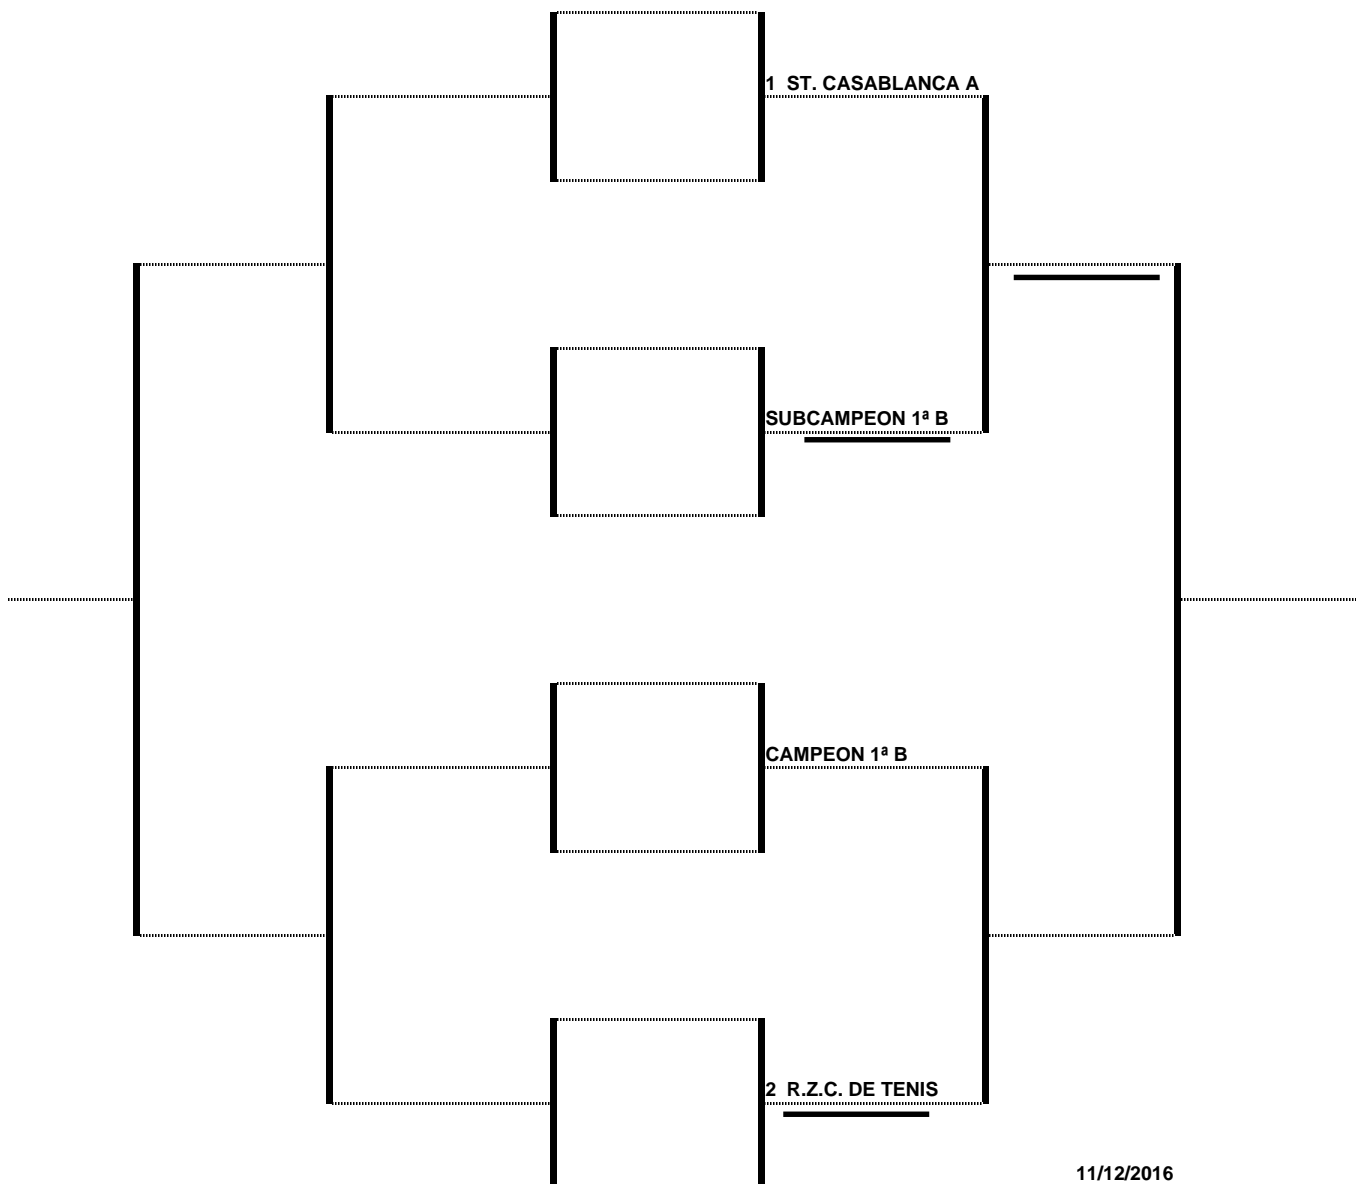 1 ST. CASABLANCA A
SUBCAMPEON 1ª B
CAMPEON 1ª B
2 R.Z.C. DE TENIS
11/12/2016